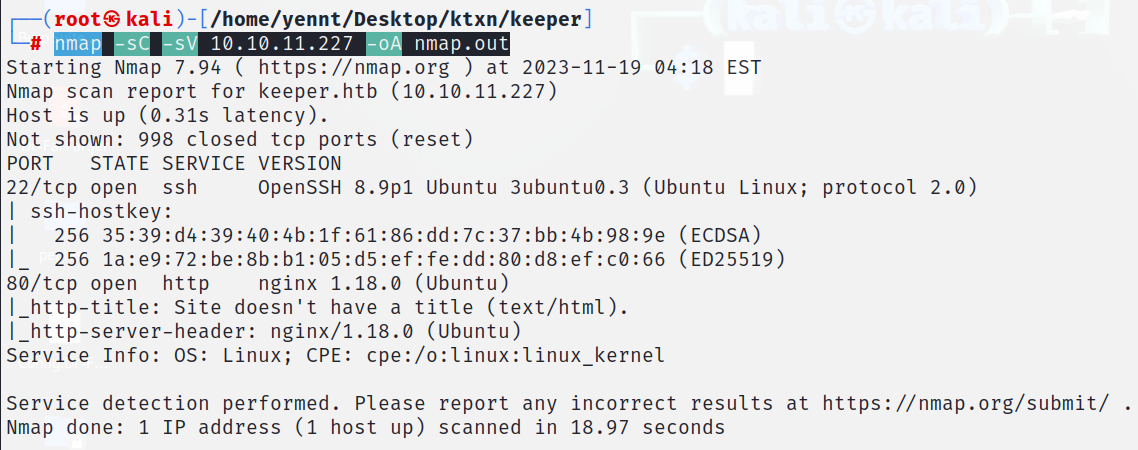 ┌──(root㉿kali)-[/home/yennt/Desktop/ktxn/keeper]
└─# nmap -sC -sV 10.10.11.227 -oA nmap.out
Starting Nmap 7.94 ( https://nmap.org ) at 2023-11-19 04:18 EST
Nmap scan report for keeper.htb (10.10.11.227)
Host is up (0.31s latency).
Not shown: 998 closed tcp ports (reset)
PORT   STATE SERVICE VERSION
22/tcp open  ssh     OpenSSH 8.9p1 Ubuntu 3ubuntu0.3 (Ubuntu Linux; protocol 2.0)
| ssh-hostkey:
|   256 35:39:d4:39:40:4b:1f:61:86:dd:7c:37:bb:4b:98:9e (ECDSA)
|_  256 1a:e9:72:be:8b:b1:05:d5:ef:fe:dd:80:d8:ef:c0:66 (ED25519)
80/tcp open  http    nginx 1.18.0 (Ubuntu)
|_http-title: Site doesn't have a title (text/html).
|_http-server-header: nginx/1.18.0 (Ubuntu)
Service Info: OS: Linux; CPE: cpe:/o:linux:linux_kernel

Service detection performed. Please report any incorrect results at https://nmap.org/submit/ .
Nmap done: 1 IP address (1 host up) scanned in 18.97 seconds